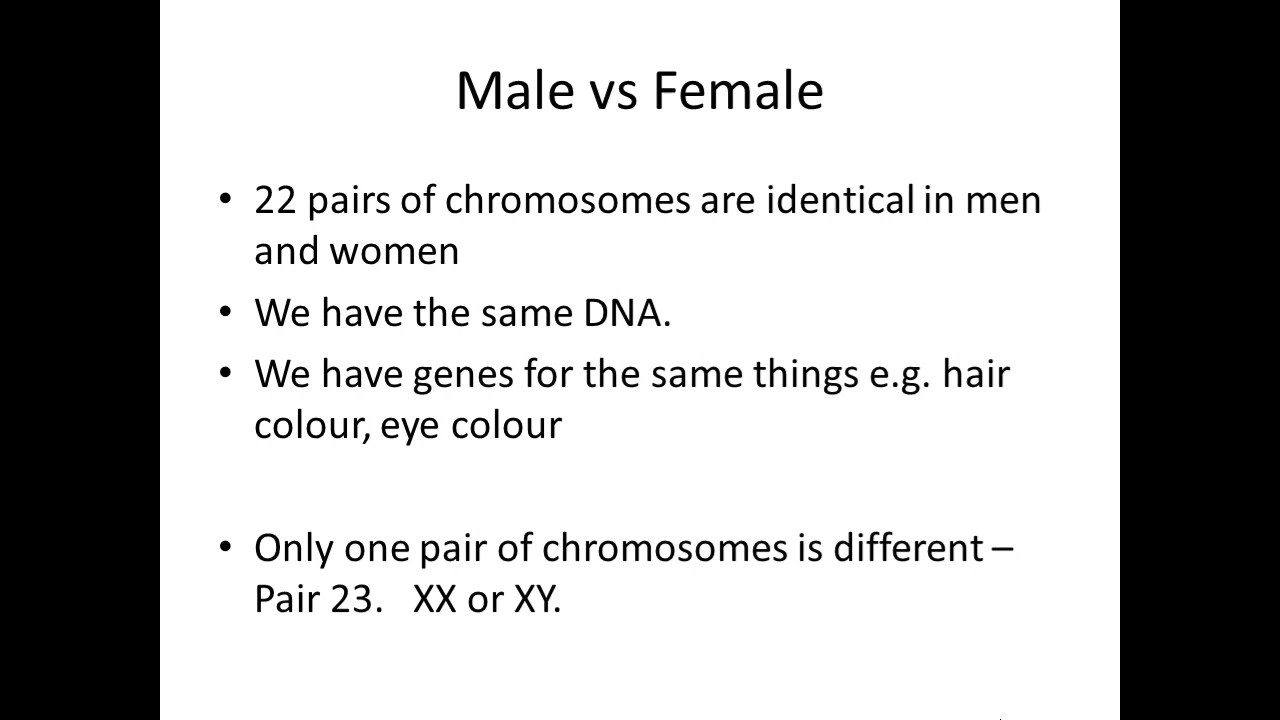 Male vs Female
• 22 pairs of chromosomes are identical in men
and women
• We have the same DNA.
• We have genes for the same things e.g. hair
colour, eye colour
• Only one pair of chromosomes is different –
Pair 23.   XX or XY.